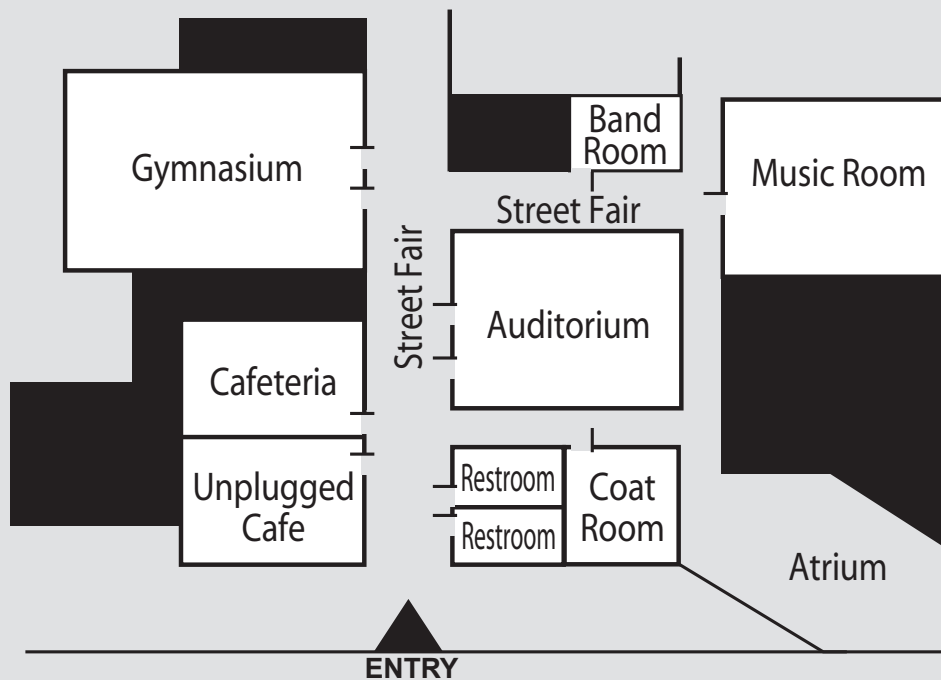 Band
Room
Gymnasium
Music Room
Street Fair
Street Fair
Auditorium
Cafeteria
Unplugged
Cafe
Restroom
Restroom
Coat
Room
Atrium
ENTRY